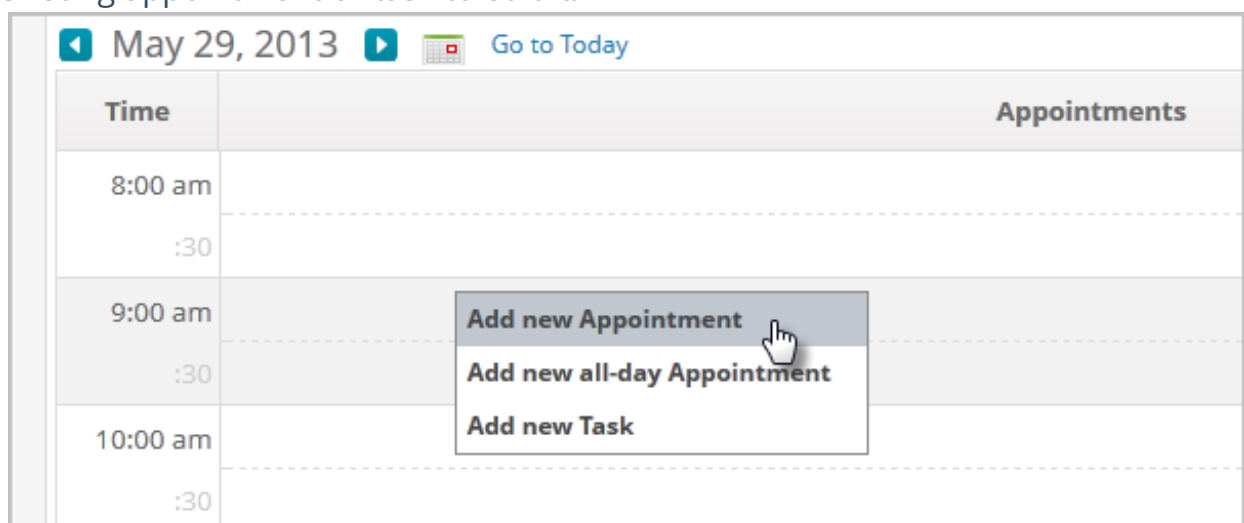 May 29, 2013 Go to Today
Time Appointments
8:00 am
:30
9:00 am
Add new Appointment
Add new all-day Appointment
:30
Add new Task
10:00 am
:30